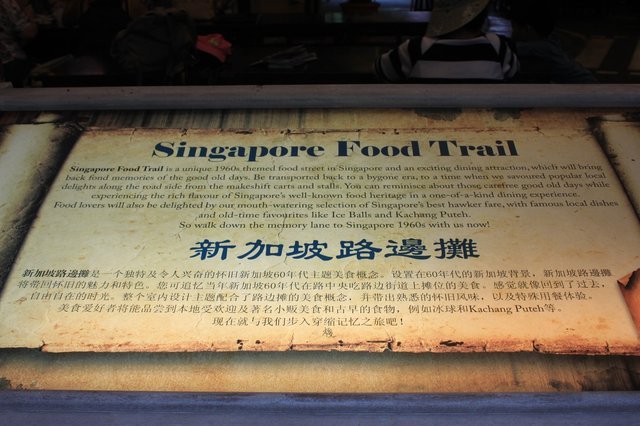 Singapore Food Trail
Singapore Food Trail is a unique 1960s themed food street in Singapore and an exciting dining attraction, which will bring
back fond memories of the good old days. Be transported back to a bygone era, to a time when we savoured popular local
delights along the road side from the makeshift carts and stalls. You can reminisce about those carefree good old days while
experiencing the rich flavour of Singapore's well-known food heritage in a one-of-a-kind dining experience.
Food lovers will also be delighted by our mouth-watering selection of Singapore's best hawker fare, with famous local dishes
and old-time favourites like Ice Balls and Kachang Puteh.
So walk down the memory lane to Singapore 1960s with us now!
新加坡路邊攤
新加坡路邊攤是一个独特及令人兴奋的怀旧新加坡60年代主题美食概念。设置在60年代的新加坡背景，新加坡路邊攤
将带回怀旧的魅力和特色。您可追忆当年新加坡60年代在路中央吃路边街道上摊位的美食。感觉就像回到了过去，
自由自在的时光。整个室内设计主题配合了路边摊的美食概念，并带出熟悉的怀旧风味，以及特殊用餐体验。
美食爱好者将能品尝到本地受欢迎及著名小贩美食和古早的食物，例如冰球和Kachang Puteh等。
现在就与我们步入穿缩记忆之旅吧！